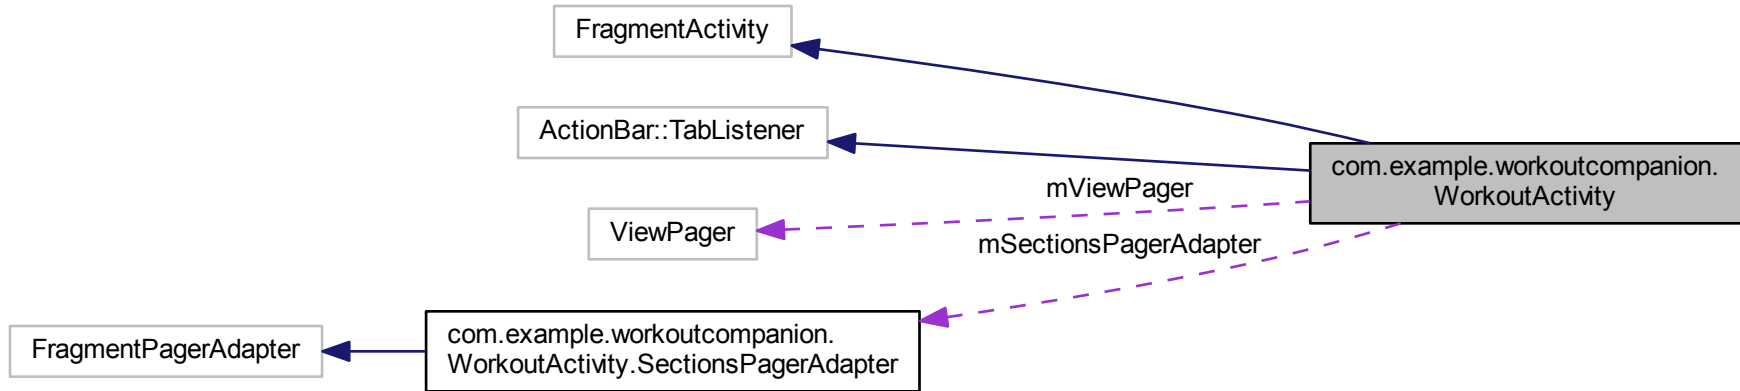 FragmentActivity
ActionBar::TabListener
com.example.workoutcompanion.
WorkoutActivity
mViewPager
ViewPager
mSectionsPagerAdapter
FragmentPagerAdapter
com.example.workoutcompanion.
WorkoutActivity.SectionsPagerAdapter